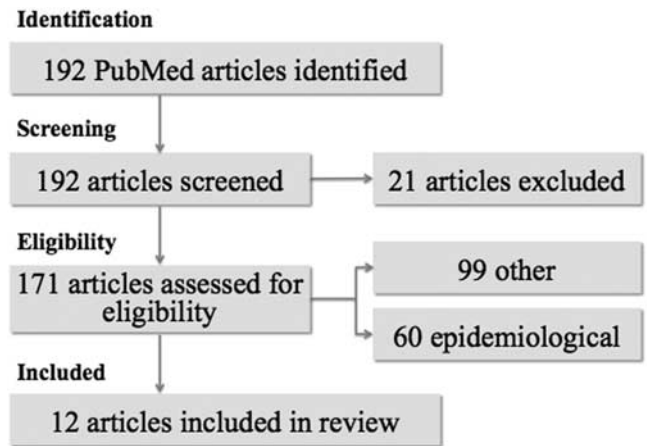 Identification
192 PubMed articles identified
Screening
192 articles screened
21 articles excluded
Eligibility
171 articles assessed for
eligibility
99 other
60 epidemiological
Included
12 articles included in review